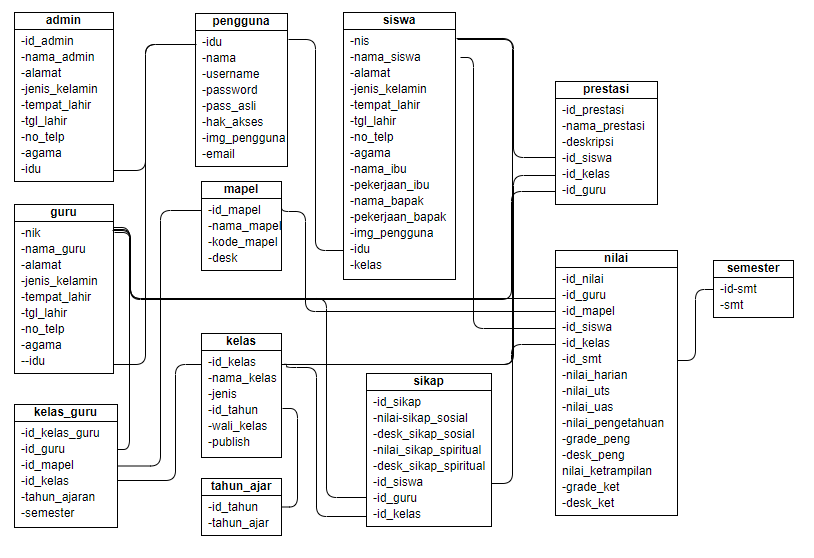 admin
-id_admin
-nama_admin
-alamat
-jenis_kelamin
-tempat_lahir
-tgl_lahir
-no_telp
-agama
-idu
pengguna
-idu
-nama
-username
-password
-pass_asli
-hak_akses
-img_pengguna
-email
siswa
-nis
-nama_siswa
-alamat
-jenis_kelamin
-tempat_lahir
-tgl_lahir
-no_telp
-agama
-nama_ibu
-pekerjaan_ibu
-nama_bapak
-pekerjaan_bapak
-img_pengguna
-idu
-kelas
prestasi
-id_prestasi
-nama_prestasi
-deskripsi
-id_siswa
-id_kelas
-id_guru
mapel
-id_mapel
-nama_mapel
-kode_mapel
-desk
guru
-nik
-nama_guru
-alamat
-jenis_kelamin
-tempat_lahir
-tgl_lahir
-no_telp
-agama
--idu
nilai
-id_nilai
-id_guru
-id_mapel
-id_siswa
-id_kelas
-id_smt
-nilai_harian
-nilai_uts
-nilai_uas
-nilai_pengetahuan
-grade_peng
-desk_peng
nilai_ketrampilan
-grade_ket
-desk_ket
semester
-id-smt
-smt
kelas
-id_kelas
-nama_kelas
-jenis
-id_tahun
-wali_kelas
-publish
sikap
-id_sikap
-nilai-sikap_sosial
-desk_sikap_sosial
-nilai_sikap_spiritual
-desk_sikap_spiritual
-id_siswa
-id_guru
-id_kelas
kelas_guru
-id_kelas_guru
-id_guru
-id_mapel
-id_kelas
-tahun_ajaran
-semester
tahun_ajar
-id_tahun
-tahun_ajar